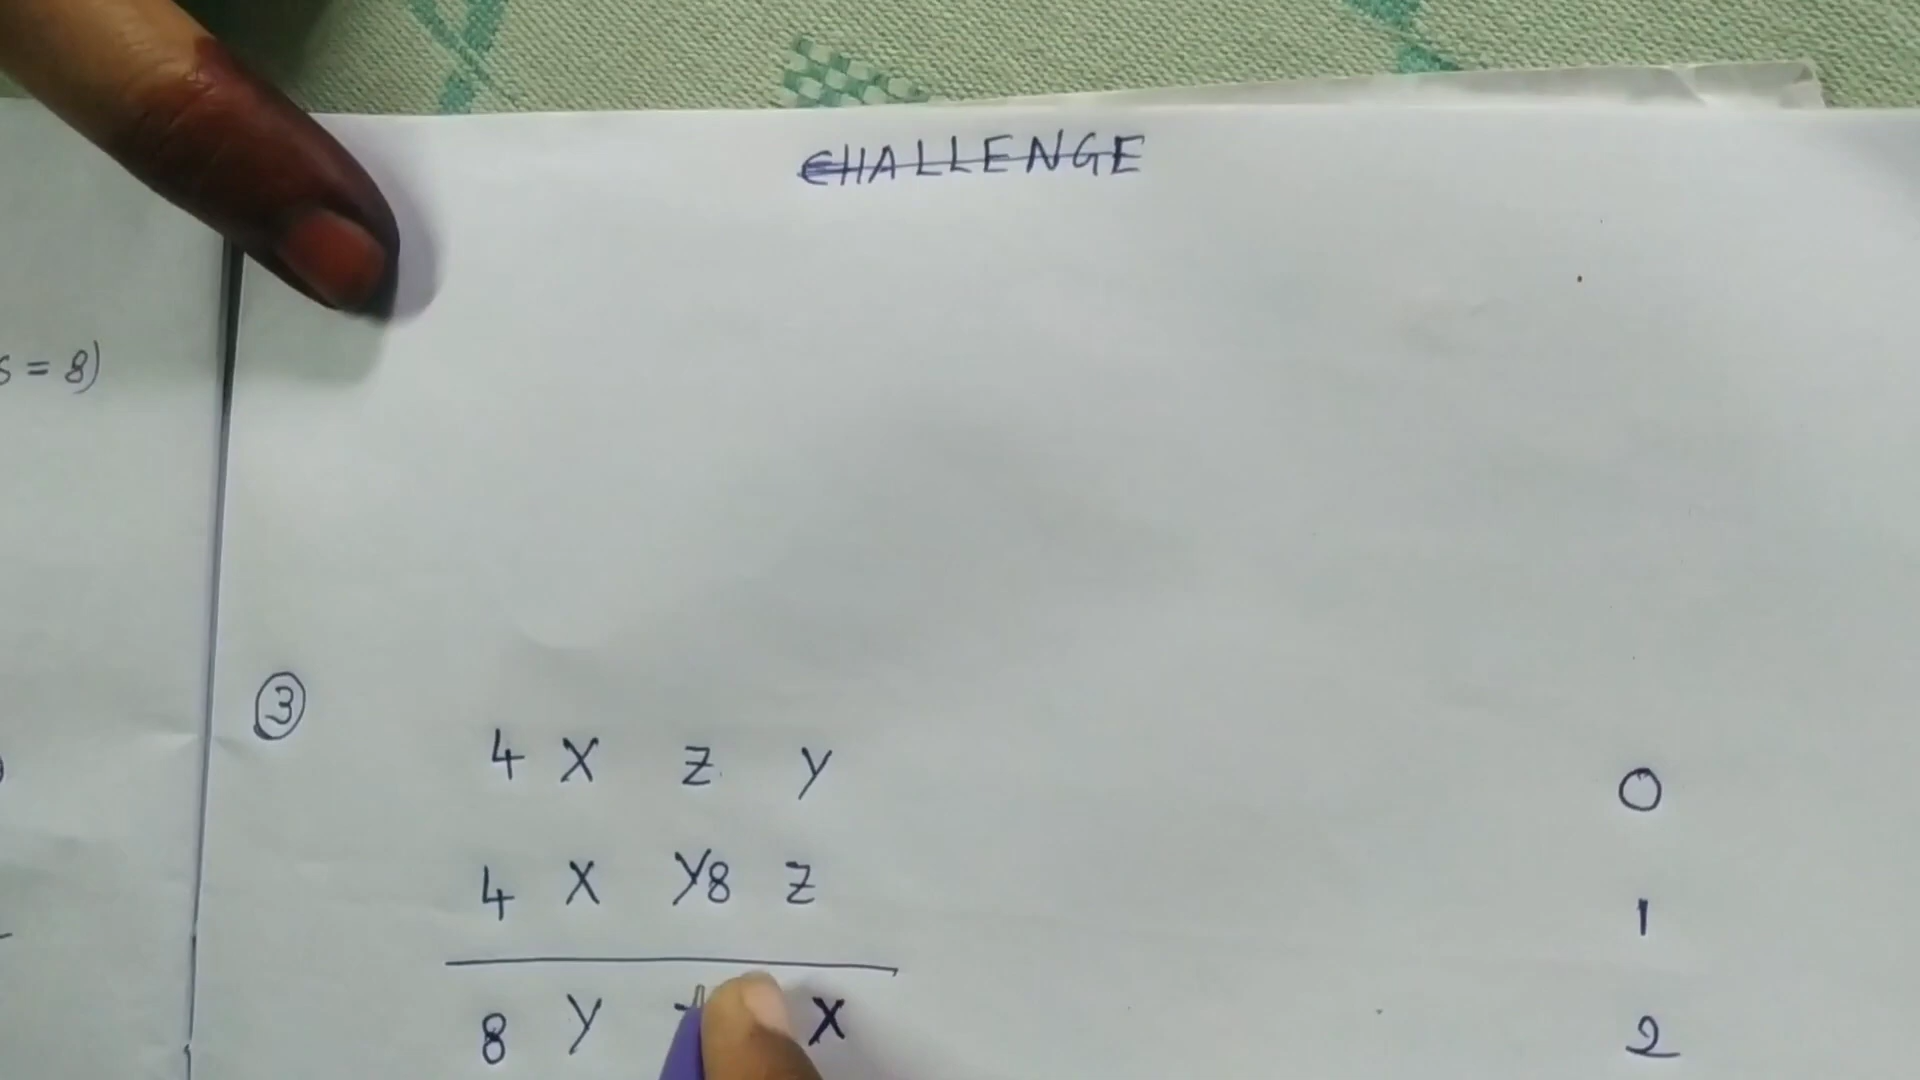 CHALLENGE
= 8)
3
4 X Z Y 0
4 X Y8 Z 1
8 Y X 2